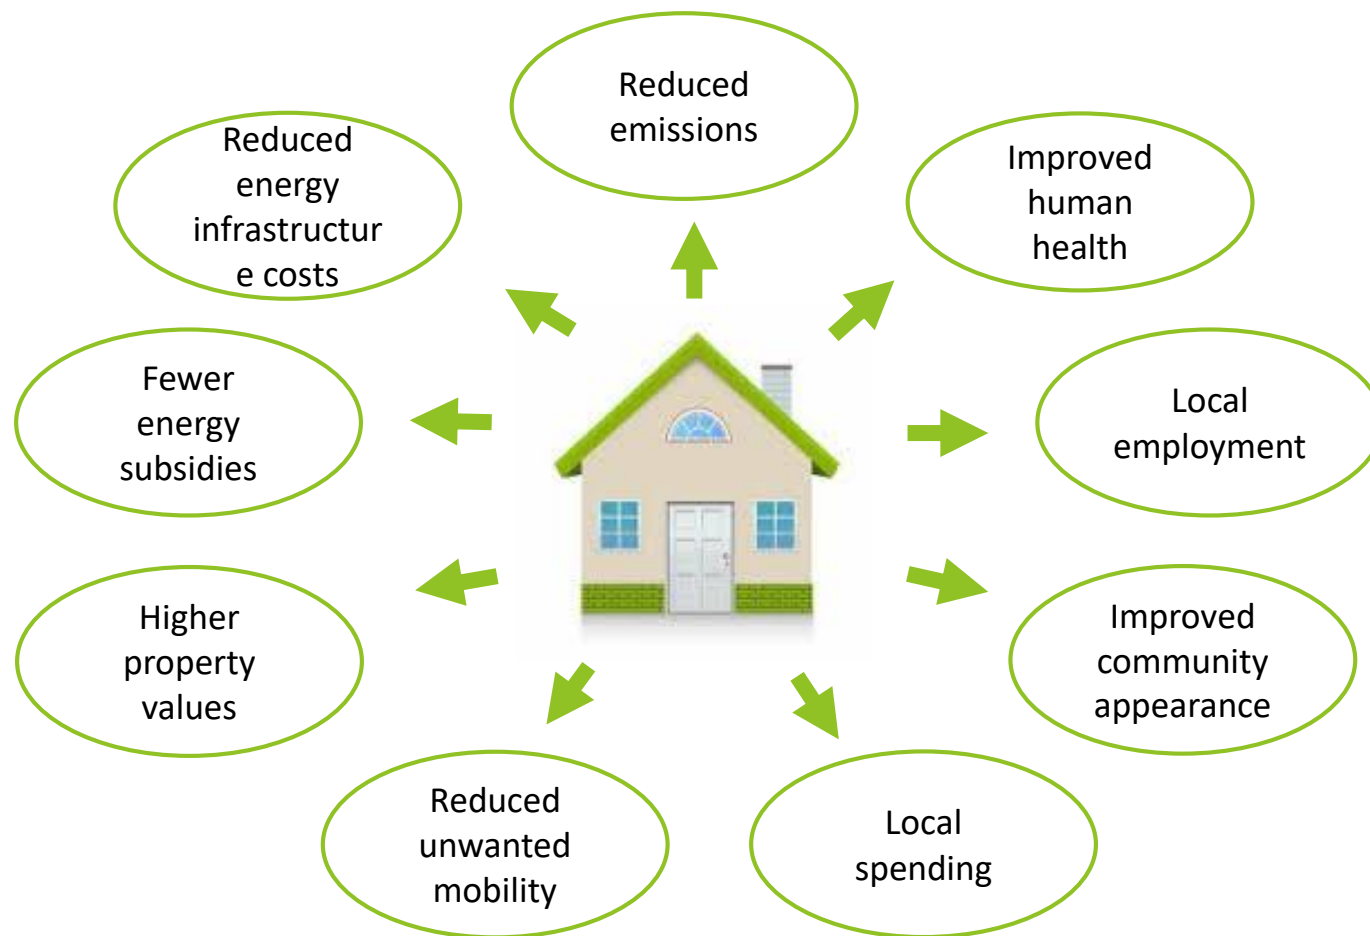 Reduced
emissions
Reduced
energy
infrastructur
e costs
Improved
human
health
Fewer
energy
subsidies
Local
employment
Higher
property
values
Improved
community
appearance
Reduced
unwanted
mobility
Local
spending